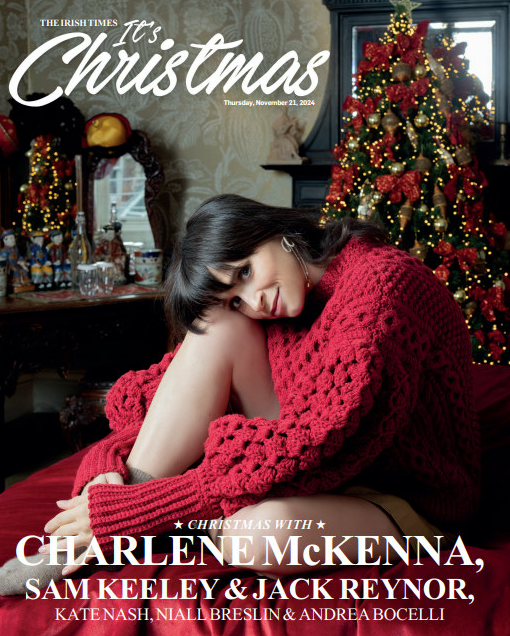 THE IRISH TIMES
It's
Christmas
Thursday, November 21, 2024
★ CHRISTMAS WITH ★
CHARLENE McKENNA,
SAM KEELEY & JACK REYNOR,
KATE NASH, NIALL BRESLIN & ANDREA BOCELLI